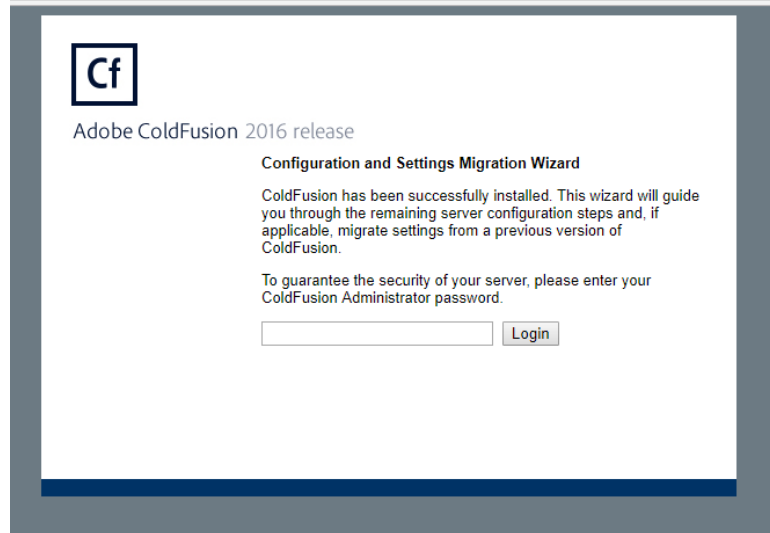 Cf
Adobe ColdFusion 2016 release
Configuration and Settings Migration Wizard
ColdFusion has been successfully installed. This wizard will guide
you through the remaining server configuration steps and, if
applicable, migrate settings from a previous version of
ColdFusion.
To guarantee the security of your server, please enter your
ColdFusion Administrator password.
Login